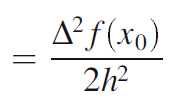 = Δ²f(x₀) / 2h²